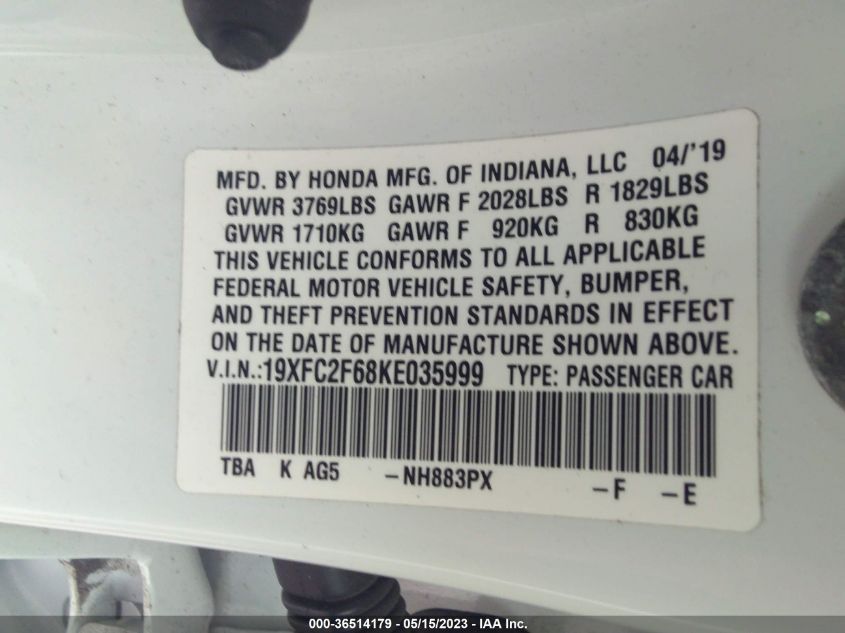 MFD. BY HONDA MFG. OF INDIANA, LLC 04/'19
GVWR 3769LBS GAWR F 2028LBS R 1829LBS
GVWR 1710KG GAWR F 920KG R 830KG
THIS VEHICLE CONFORMS TO ALL APPLICABLE
FEDERAL MOTOR VEHICLE SAFETY, BUMPER,
AND THEFT PREVENTION STANDARDS IN EFFECT
ON THE DATE OF MANUFACTURE SHOWN ABOVE.
V.I.N.:19XFC2F68KE035999 TYPE: PASSENGER CAR
TBA K AG5 -NH883PX -F -E
000-36514179 - 05/15/2023 - IAA Inc.